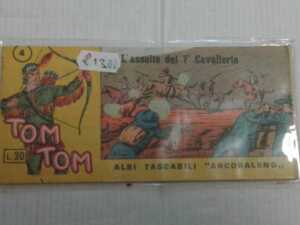 4
€ 13,00
L'assalto del 7° Cavalleria
TOM
TOM
L. 20
ALBI TASCABILI "ARCOBALENO"